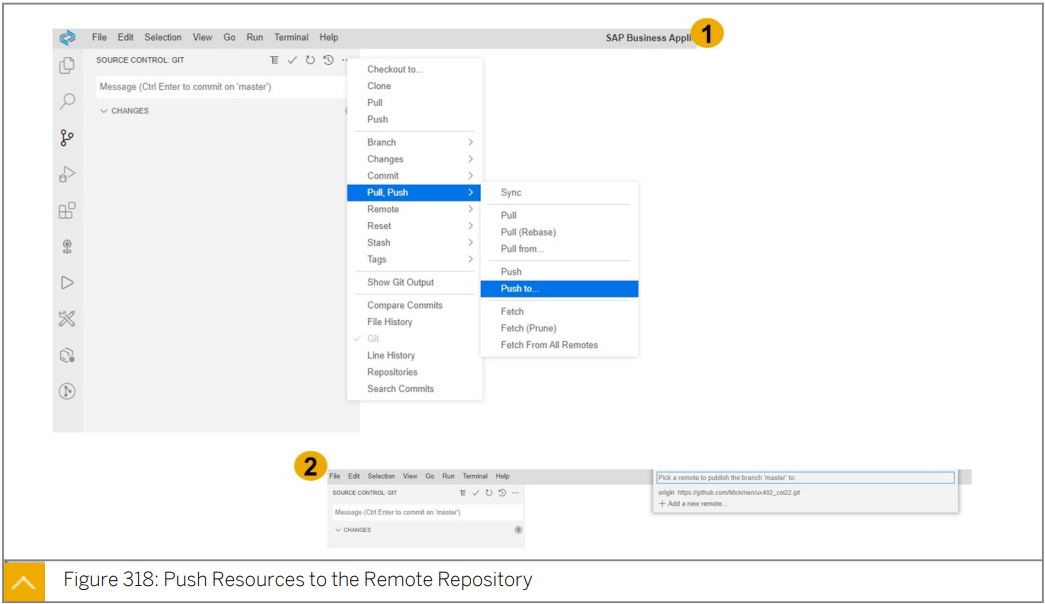 1
File Edit Selection View Go Run Terminal Help
SAP Business Appli
SOURCE CONTROL: GIT
Message (Ctrl Enter to commit on 'master')
CHANGES
Checkout to...
Clone
Pull
Push
Branch
Changes
Commit
Pull, Push
Remote
Reset
Stash
Tags
Show Git Output
Compare Commits
File History
Git
Line History
Repositories
Search Commits
Sync
Pull
Pull (Rebase)
Pull from...
Push
Push to...
Fetch
Fetch (Prune)
Fetch From All Remotes
2
File Edit Selection View Go Run Terminal Help
SOURCE CONTROL: GIT
Message (Ctrl Enter to commit on 'master')
CHANGES
Pick a remote to publish the branch 'master' to:
origin https://github.com/Mickmen/ux402_col22.git
+ Add a new remote...
Figure 318: Push Resources to the Remote Repository